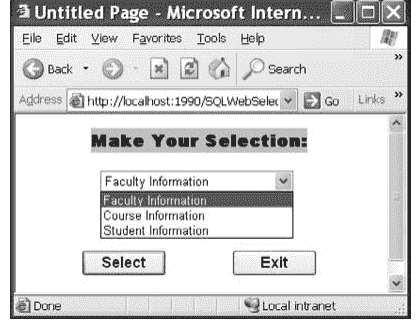 Untitled Page - Microsoft Intern...
File Edit View Favorites Tools Help
Back Search »
Address http://localhost:1990/SQLWebSelec Go Links »
Make Your Selection:
Faculty Information
Faculty Information
Course Information
Student Information
Select Exit
Done Local intranet